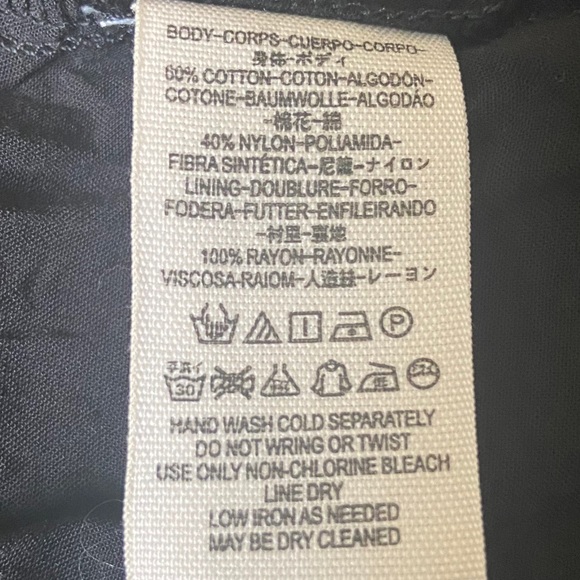 BODY-CORPS-CUERPO-CORPO-
身体-ボディ
60% COTTON-COTON-ALGODÓN-
COTONE-BAUMWOLLE-ALGODÃO
-棉花-綿
40% NYLON-POLIAMIDA-
FIBRA SINTÉTICA-尼龍-ナイロン
LINING-DOUBLURE-FORRO-
FODERA-FUTTER-ENFILEIRANDO
-衬里-裏地
100% RAYON-RAYONNE-
VISCOSA-RAIOM-人造絲-レーヨン
P
手洗イ
30
HAND WASH COLD SEPARATELY
DO NOT WRING OR TWIST
USE ONLY NON-CHLORINE BLEACH
LINE DRY
LOW IRON AS NEEDED
MAY BE DRY CLEANED